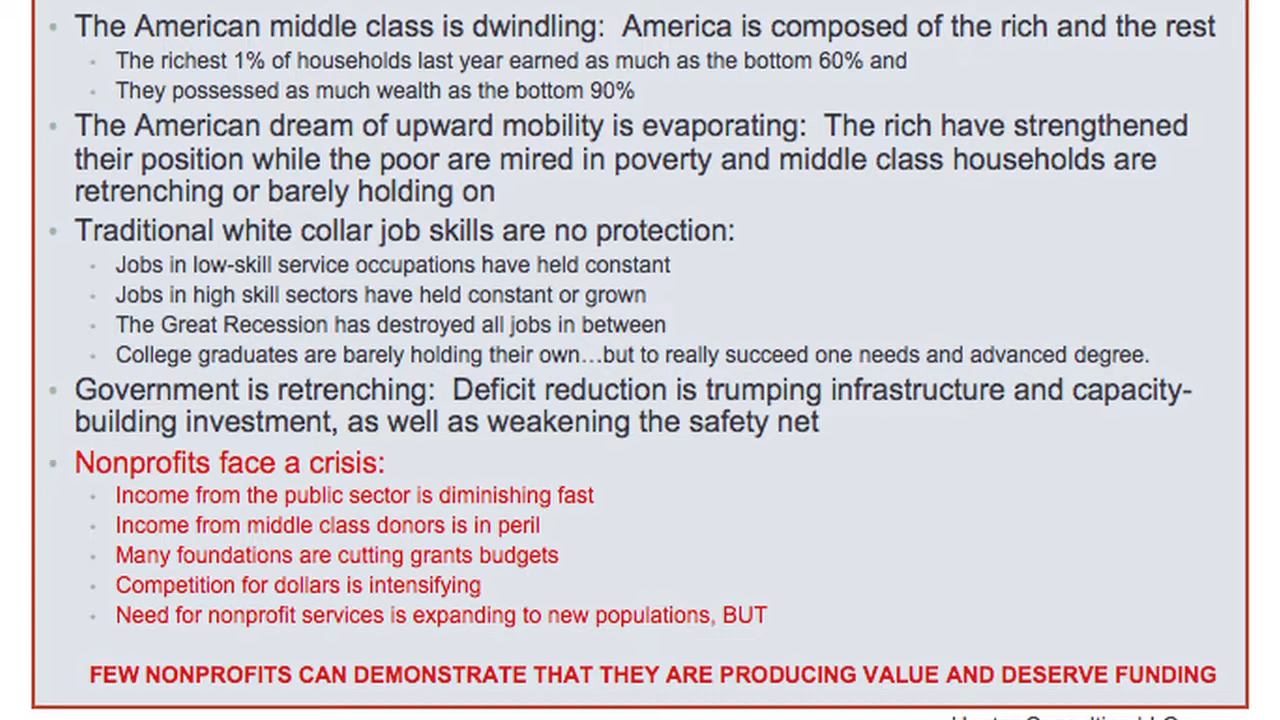 • The American middle class is dwindling:  America is composed of the rich and the rest
• The richest 1% of households last year earned as much as the bottom 60% and
• They possessed as much wealth as the bottom 90%
• The American dream of upward mobility is evaporating:  The rich have strengthened
their position while the poor are mired in poverty and middle class households are
retrenching or barely holding on
• Traditional white collar job skills are no protection:
• Jobs in low-skill service occupations have held constant
• Jobs in high skill sectors have held constant or grown
• The Great Recession has destroyed all jobs in between
• College graduates are barely holding their own…but to really succeed one needs and advanced degree.
• Government is retrenching:  Deficit reduction is trumping infrastructure and capacity-
building investment, as well as weakening the safety net
• Nonprofits face a crisis:
• Income from the public sector is diminishing fast
• Income from middle class donors is in peril
• Many foundations are cutting grants budgets
• Competition for dollars is intensifying
• Need for nonprofit services is expanding to new populations, BUT
FEW NONPROFITS CAN DEMONSTRATE THAT THEY ARE PRODUCING VALUE AND DESERVE FUNDING